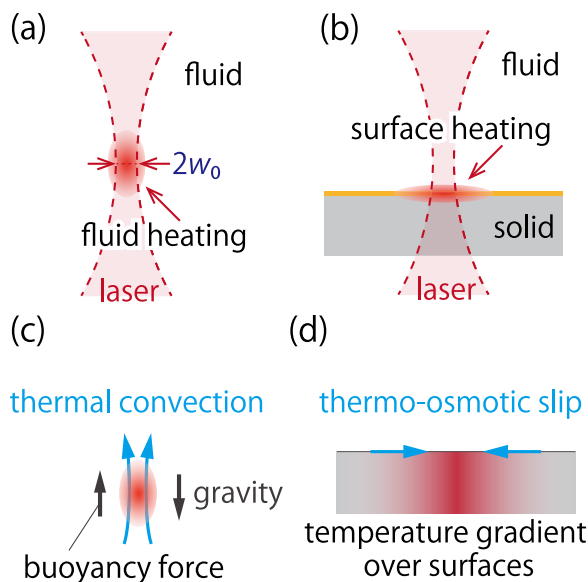 (a)
fluid
2w₀
fluid heating
laser
(b)
fluid
surface heating
solid
laser
(c)
thermal convection
gravity
buoyancy force
(d)
thermo-osmotic slip
temperature gradient
over surfaces